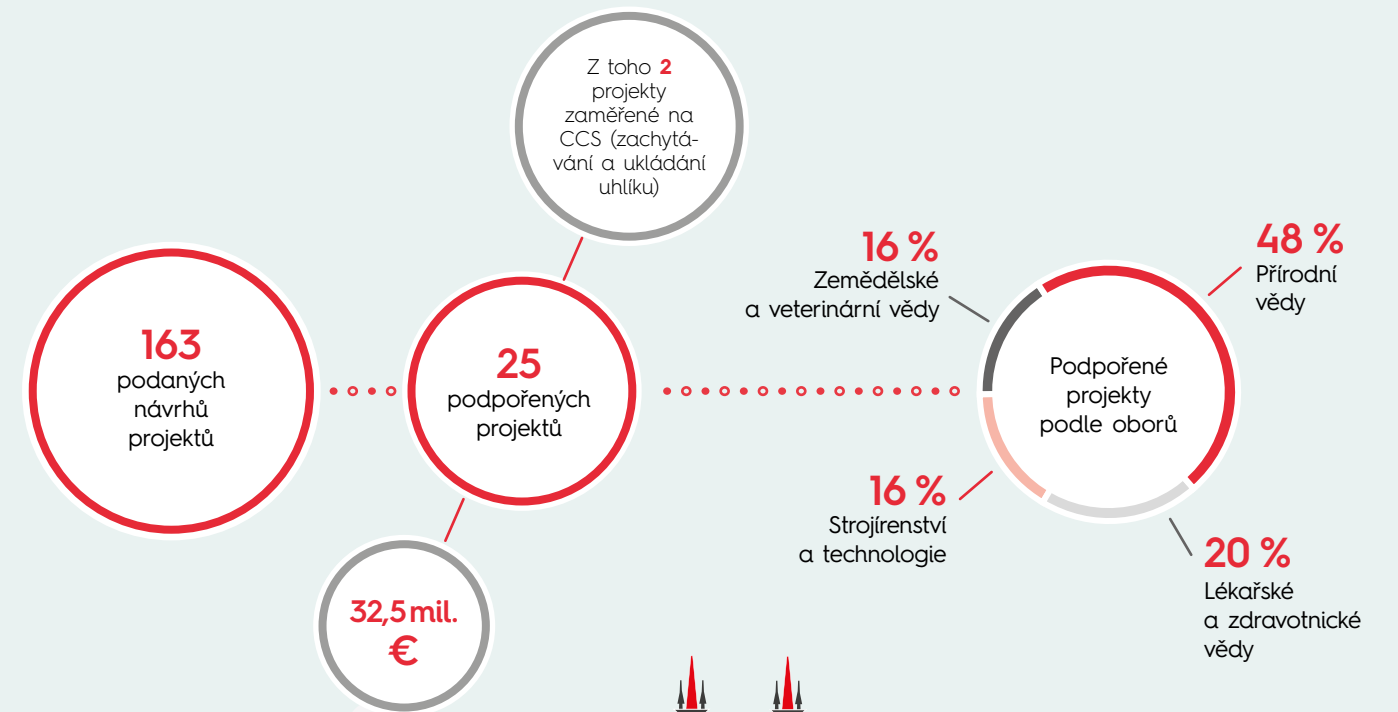 Z toho 2
projekty
zaměřené na
CCS (zachytá-
vání a ukládání
uhlíku)
163
podaných
návrhů
projektů
25
podpořených
projektů
32,5 mil.
€
16 %
Zemědělské
a veterinární vědy
48 %
Přírodní
vědy
Podpořené
projekty
podle oborů
16 %
Strojírenství
a technologie
20 %
Lékařské
a zdravotnické
vědy